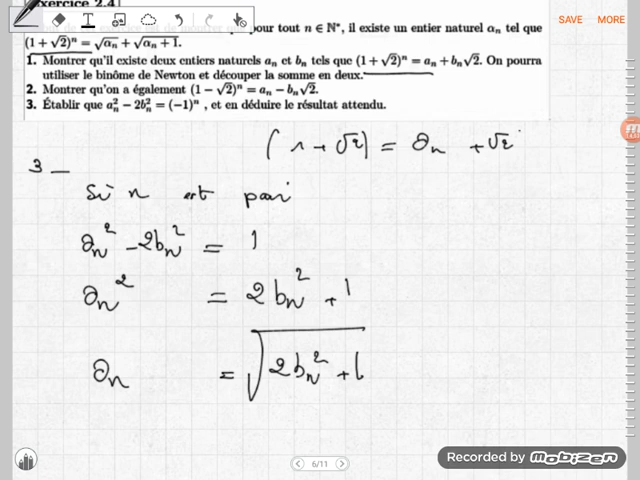 SAVE MORE
Exercice 2.4
pour tout n ∈ ℕ*, il existe un entier naturel αₙ tel que
(1 + √2)ⁿ = √αₙ + √(αₙ + 1).
1. Montrer qu'il existe deux entiers naturels aₙ et bₙ tels que (1 + √2)ⁿ = aₙ + bₙ√2. On pourra
utiliser le binôme de Newton et découper la somme en deux.
2. Montrer qu'on a également (1 − √2)ⁿ = aₙ − bₙ√2.
3. Établir que aₙ² − 2bₙ² = (−1)ⁿ, et en déduire le résultat attendu.
(1 + √2) = aₙ + √2
3 —
Si n est pair
aₙ² − 2bₙ² = 1
aₙ² = 2bₙ² + 1
aₙ = √(2bₙ² + 1
6/11
Recorded by Mobizen